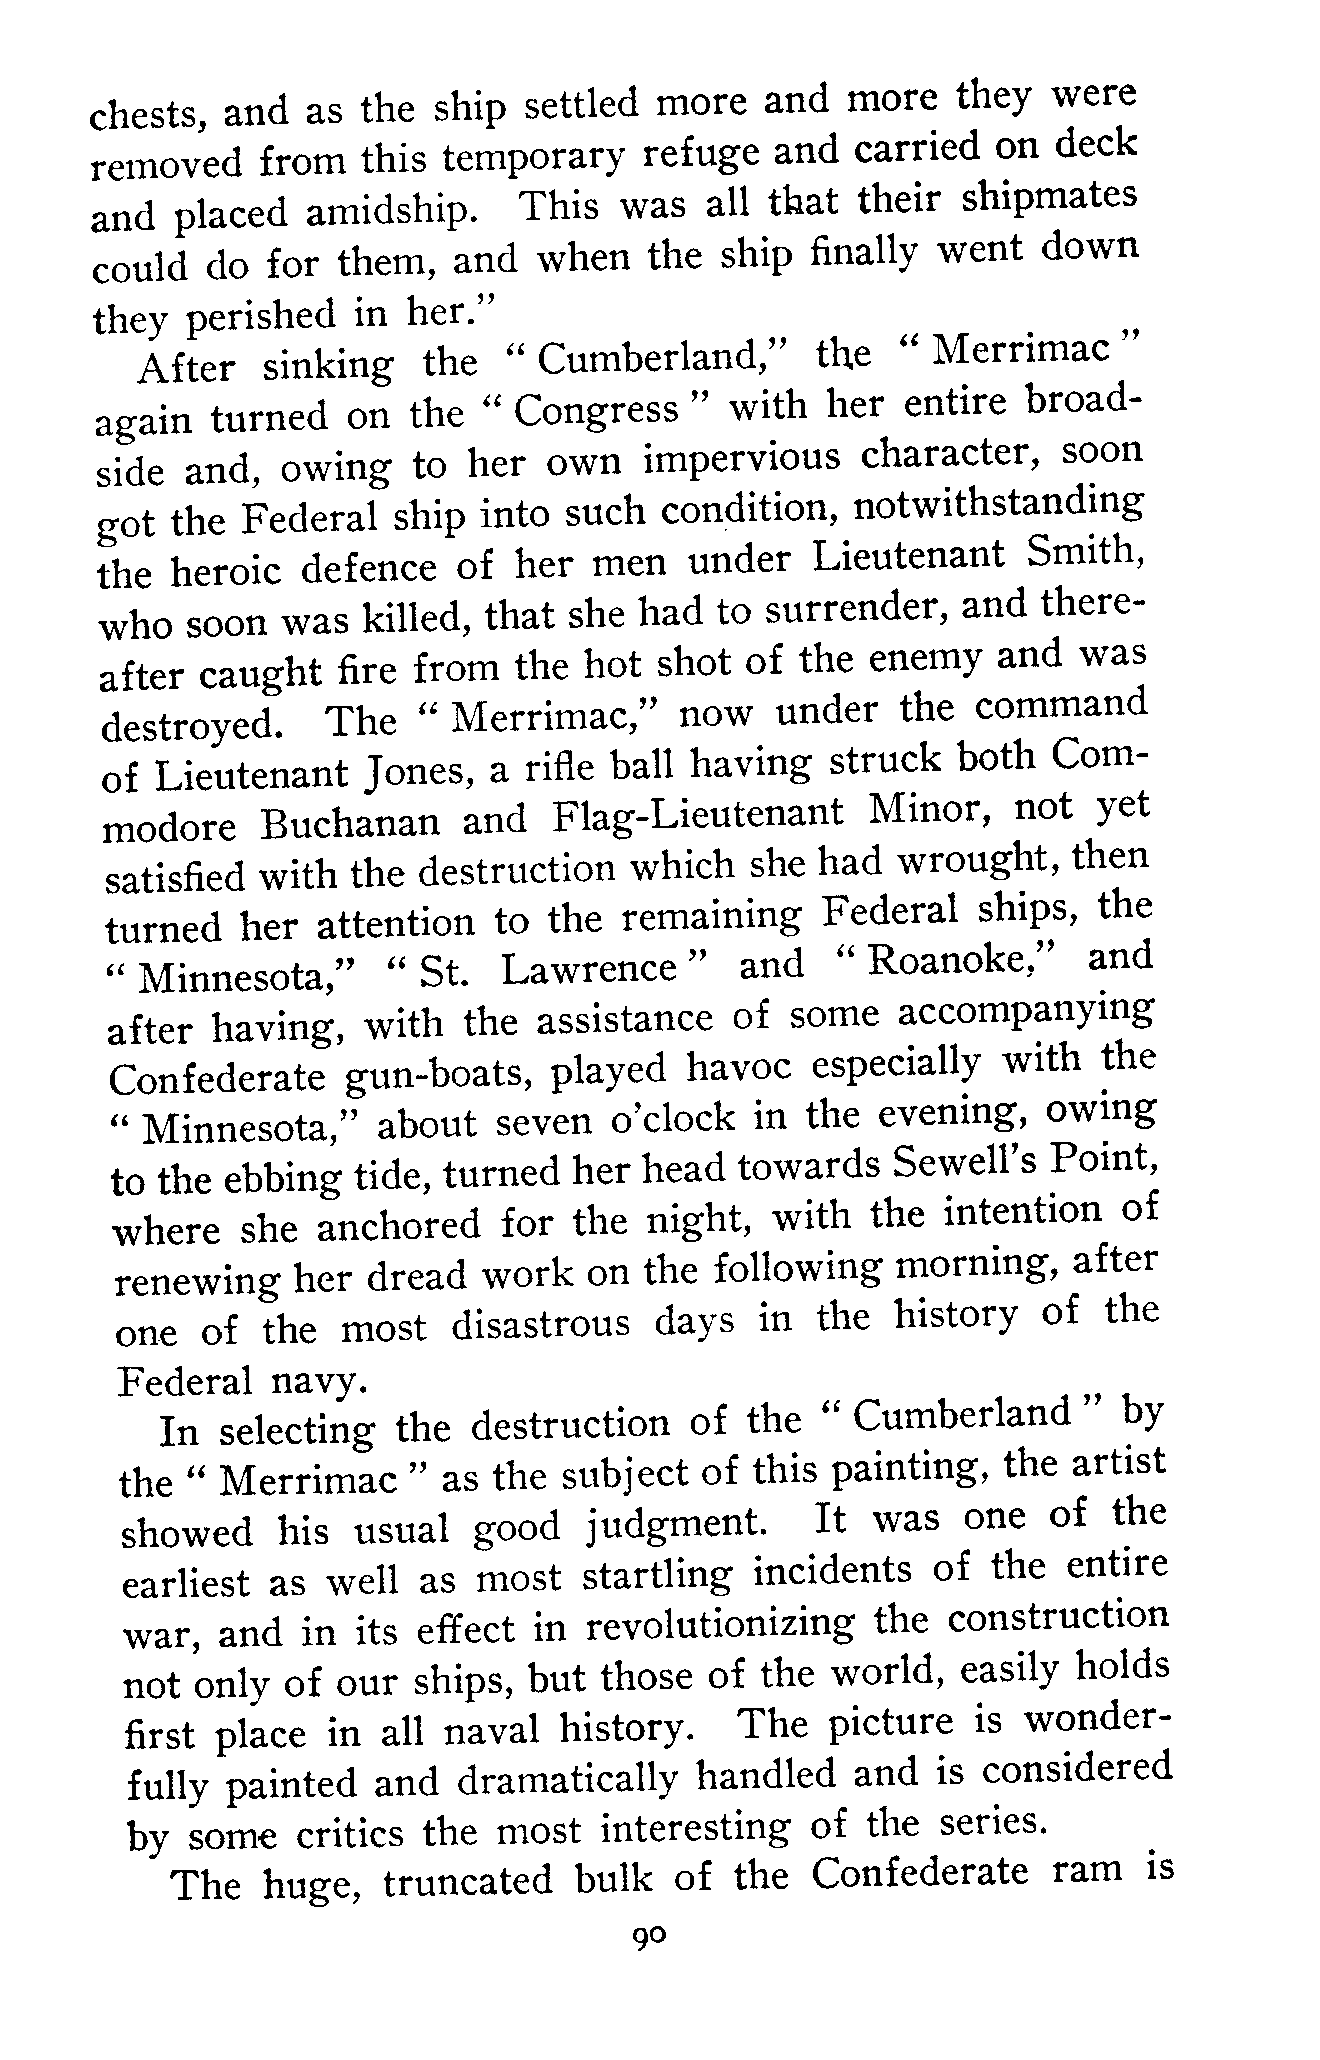 chests, and as the ship settled more and more they were
removed from this temporary refuge and carried on deck
and placed amidship. This was all that their shipmates
could do for them, and when the ship finally went down
they perished in her.”
After sinking the “ Cumberland,” the “ Merrimac ”
again turned on the “ Congress ” with her entire broad-
side and, owing to her own impervious character, soon
got the Federal ship into such condition, notwithstanding
the heroic defence of her men under Lieutenant Smith,
who soon was killed, that she had to surrender, and there-
after caught fire from the hot shot of the enemy and was
destroyed. The “ Merrimac,” now under the command
of Lieutenant Jones, a rifle ball having struck both Com-
modore Buchanan and Flag-Lieutenant Minor, not yet
satisfied with the destruction which she had wrought, then
turned her attention to the remaining Federal ships, the
“ Minnesota,” “ St. Lawrence ” and “ Roanoke,” and
after having, with the assistance of some accompanying
Confederate gun-boats, played havoc especially with the
“ Minnesota,” about seven o’clock in the evening, owing
to the ebbing tide, turned her head towards Sewell’s Point,
where she anchored for the night, with the intention of
renewing her dread work on the following morning, after
one of the most disastrous days in the history of the
Federal navy.
In selecting the destruction of the “ Cumberland ” by
the “ Merrimac ” as the subject of this painting, the artist
showed his usual good judgment. It was one of the
earliest as well as most startling incidents of the entire
war, and in its effect in revolutionizing the construction
not only of our ships, but those of the world, easily holds
first place in all naval history. The picture is wonder-
fully painted and dramatically handled and is considered
by some critics the most interesting of the series.
The huge, truncated bulk of the Confederate ram is
90